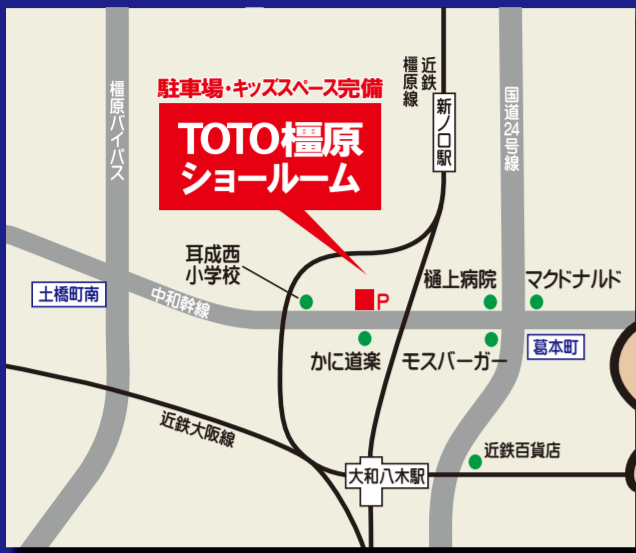 近鉄
橿原線
橿原バイパス
駐車場・キッズスペース完備
TOTO橿原
ショールーム
新ノ口駅
国道24号線
耳成西
小学校
P
樋上病院
マクドナルド
土橋町南
中和幹線
かに道楽
モスバーガー
葛本町
近鉄大阪線
近鉄百貨店
大和八木駅